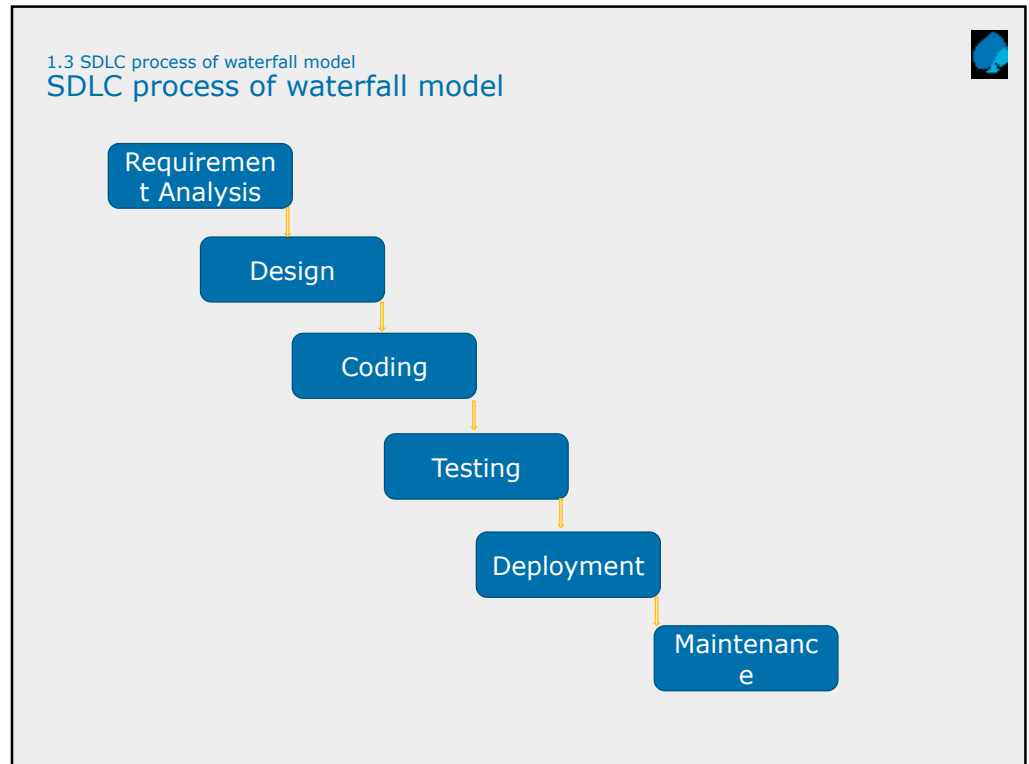 1.3 SDLC process of waterfall model
SDLC process of waterfall model
Requiremen
t Analysis
Design
Coding
Testing
Deployment
Maintenanc
e